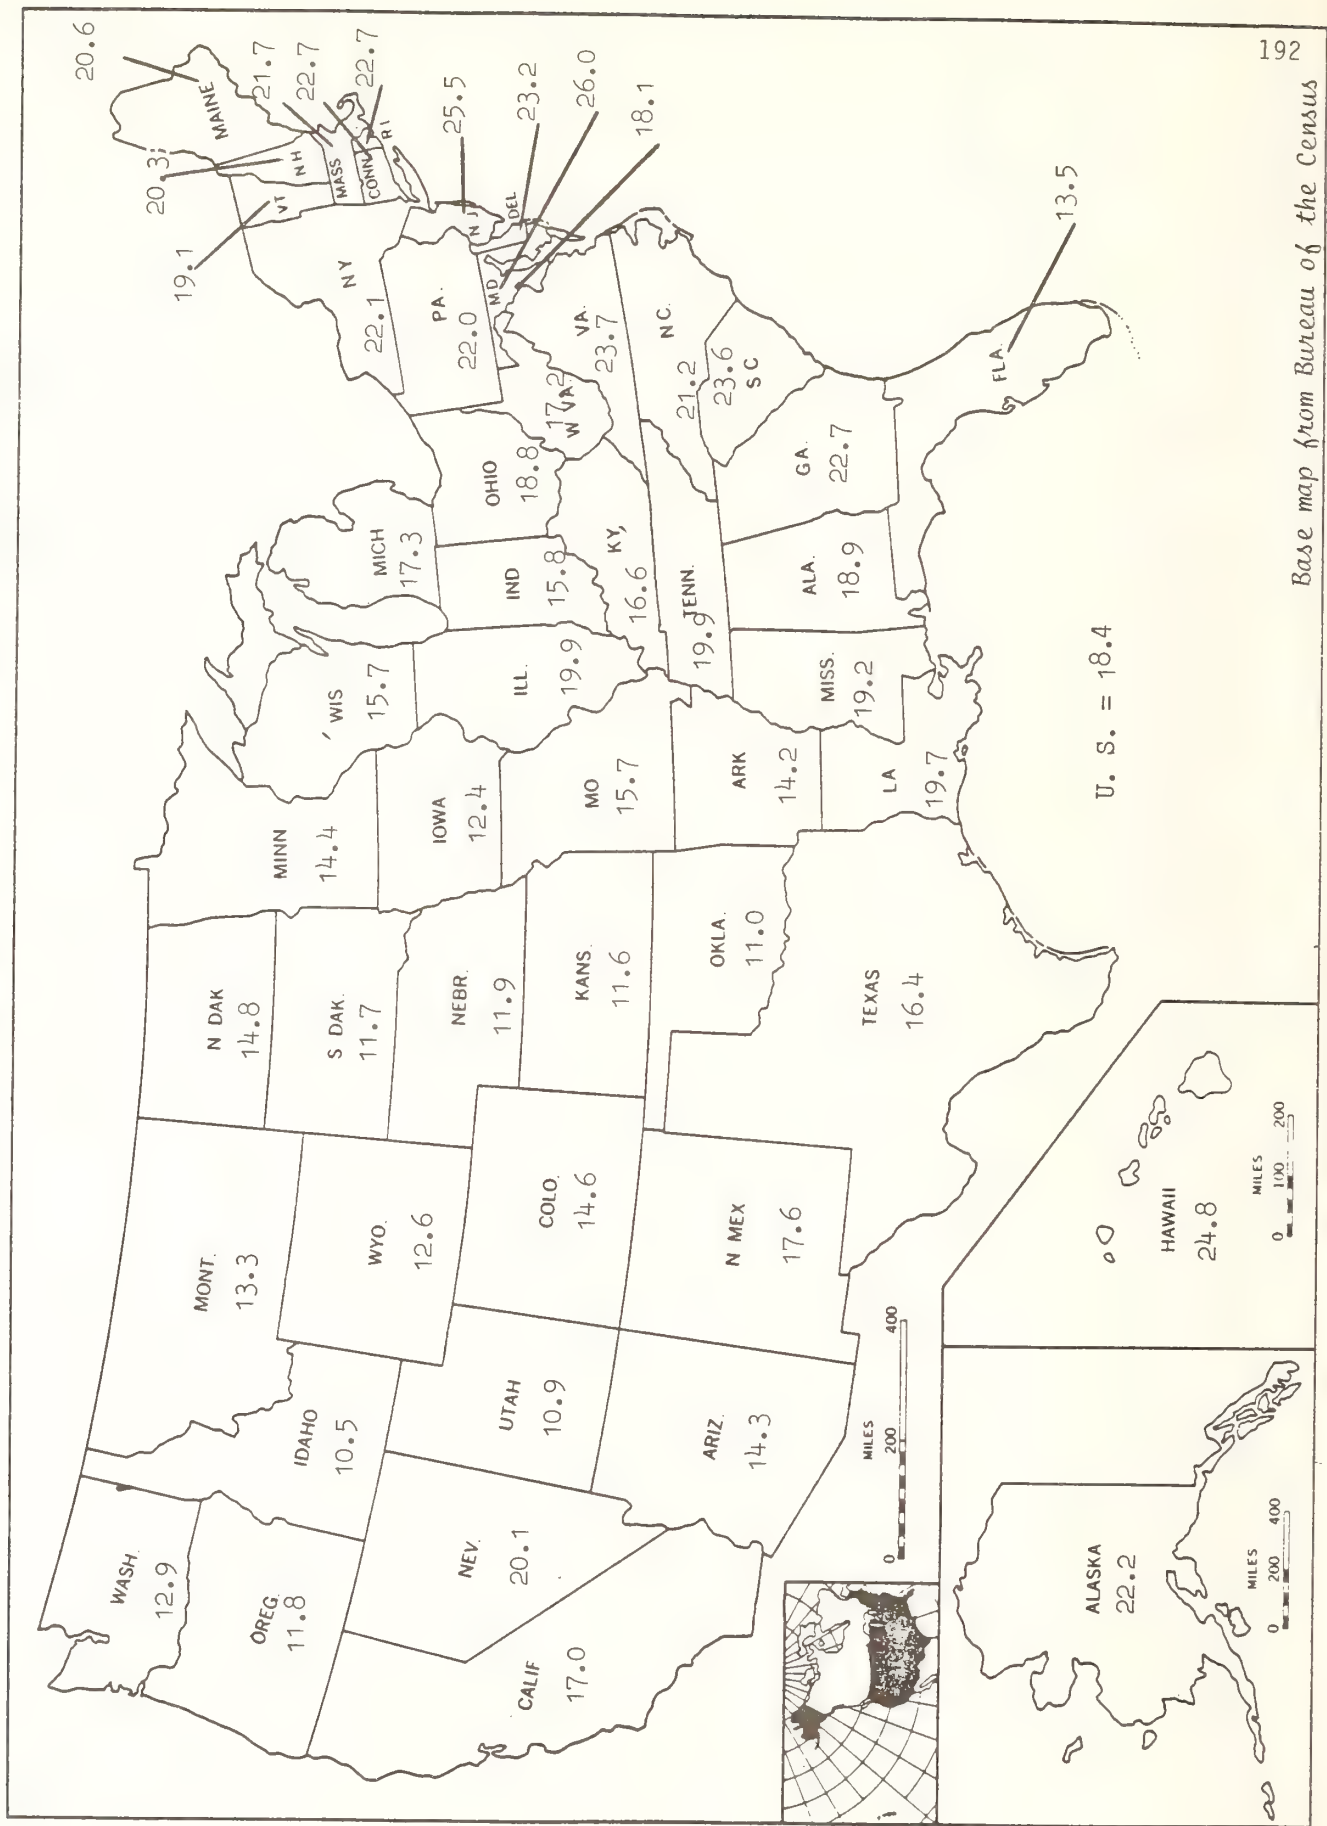 192
MAINE
20.6
NH
20.3
VT
19.1
MASS
21.7
CONN
22.7
RI
22.7
NY
22.1
PA.
22.0
NJ
25.5
DEL
23.2
MD
26.0
18.1
VA.
23.7
W VA.
17.2
N C.
21.2
S C
23.6
GA.
22.7
FLA.
13.5
OHIO
18.8
MICH
17.3
IND
15.8
KY,
16.6
TENN.
19.9
ALA.
18.9
MISS.
19.2
WIS
15.7
ILL.
19.9
MINN
14.4
IOWA
12.4
MO
15.7
ARK
14.2
LA
19.7
N DAK
14.8
S DAK.
11.7
NEBR.
11.9
KANS.
11.6
OKLA.
11.0
TEXAS
16.4
MONT.
13.3
WYO.
12.6
COLO.
14.6
N MEX
17.6
IDAHO
10.5
UTAH
10.9
ARIZ.
14.3
WASH.
12.9
OREG.
11.8
NEV.
20.1
CALIF
17.0
MILES
0 200 400
ALASKA
22.2
MILES
0 200 400
HAWAII
24.8
MILES
0 100 200
U. S. = 18.4
Base map from Bureau of the Census